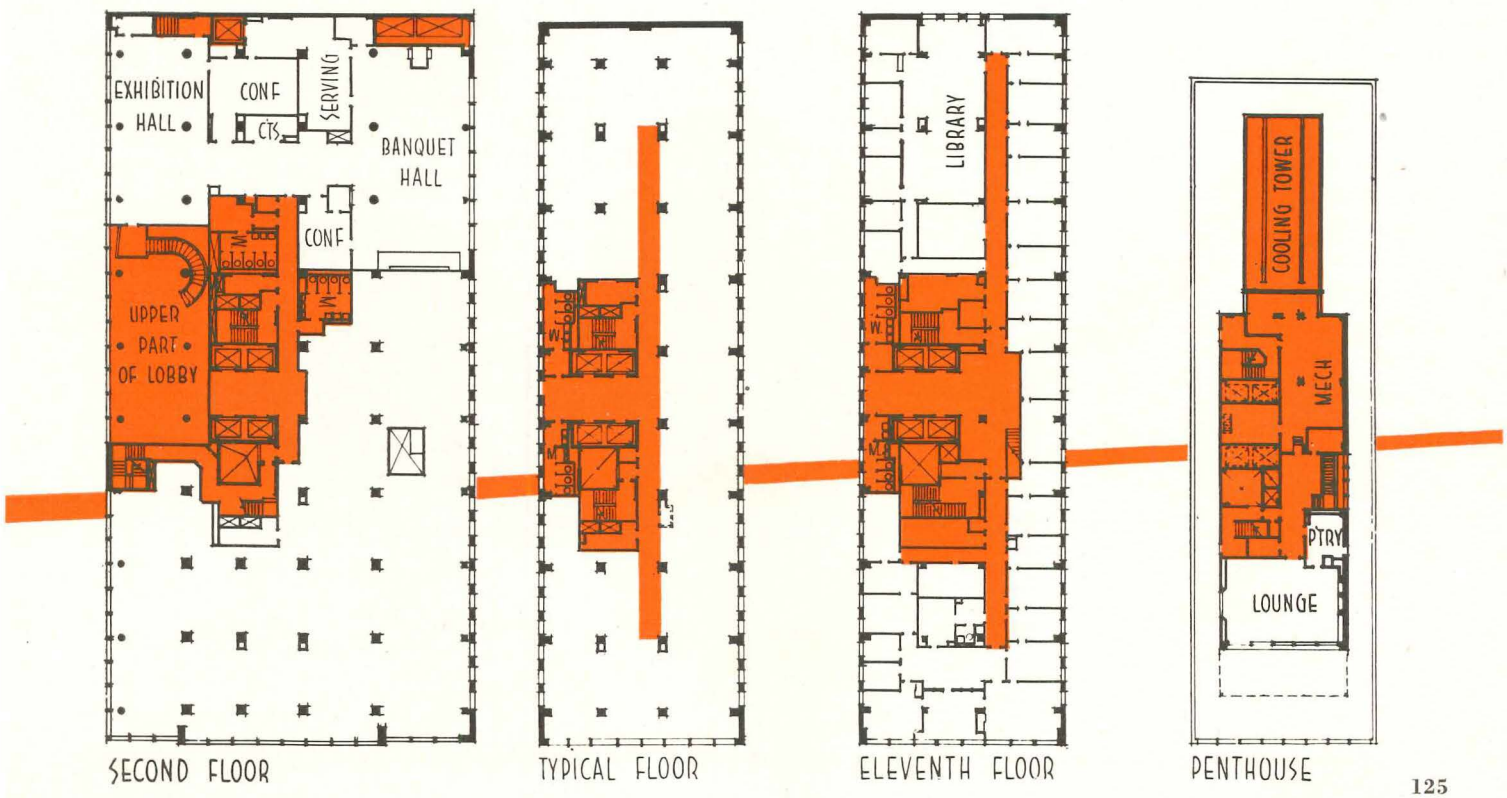 EXHIBITION
HALL
CONF
CTS
SERVING
BANQUET
HALL
CONF
M
M
UPPER
PART
OF LOBBY
SECOND FLOOR
W
M
TYPICAL FLOOR
LIBRARY
W
M
ELEVENTH FLOOR
COOLING TOWER
MECH
P'TRY
LOUNGE
PENTHOUSE
125